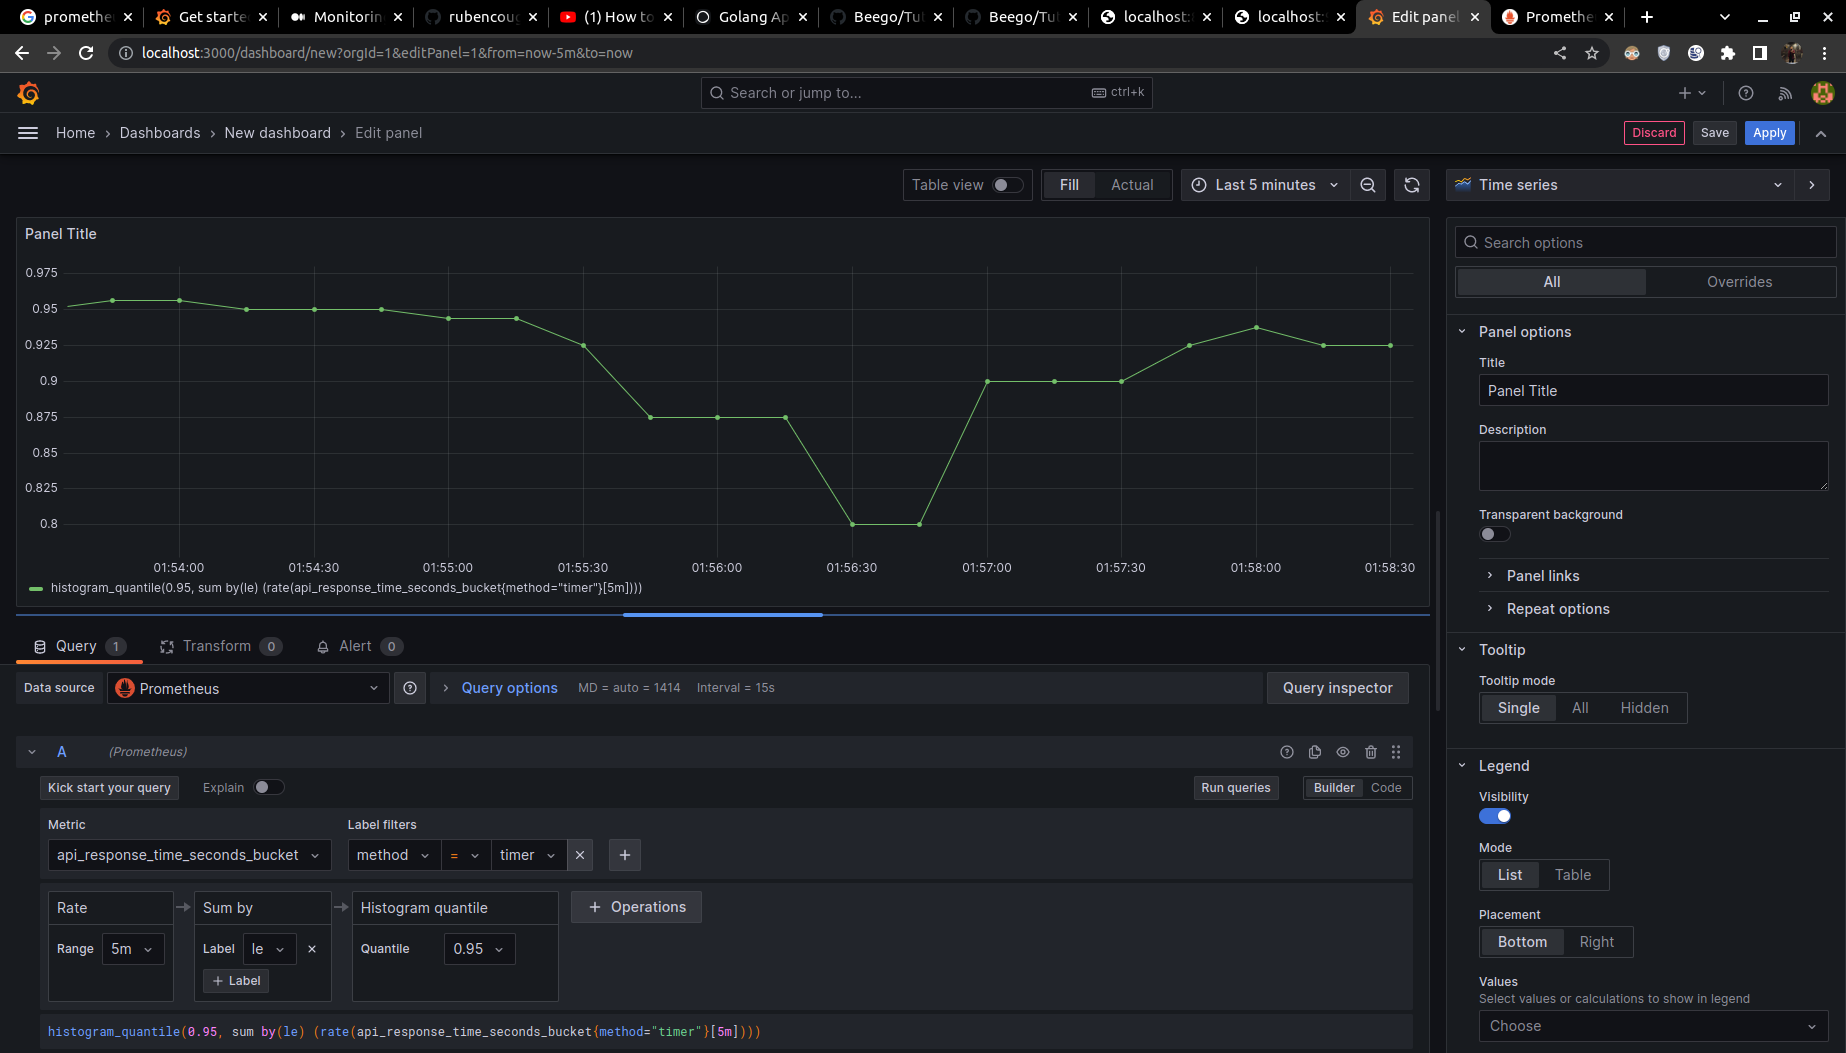 promethe
Get starte
Monitorin
rubencoug
(1) How to
Golang Ap
Beego/Tut
Beego/Tut
localhost:
localhost:
Edit panel
Promethe
localhost:3000/dashboard/new?orgId=1&editPanel=1&from=now-5m&to=now
Search or jump to...
ctrl+k
Home › Dashboards › New dashboard › Edit panel
Discard
Save
Apply
Table view
Fill
Actual
Last 5 minutes
Time series
Panel Title
0.975
0.95
0.925
0.9
0.875
0.85
0.825
0.8
01:54:00
01:54:30
01:55:00
01:55:30
01:56:00
01:56:30
01:57:00
01:57:30
01:58:00
01:58:30
histogram_quantile(0.95, sum by(le) (rate(api_response_time_seconds_bucket{method="timer"}[5m])))
Query 1
Transform 0
Alert 0
Data source
Prometheus
Query options
MD = auto = 1414
Interval = 15s
Query inspector
A
(Prometheus)
Kick start your query
Explain
Run queries
Builder
Code
Metric
Label filters
api_response_time_seconds_bucket
method
=
timer
Rate
Sum by
Histogram quantile
+ Operations
Range
5m
Label
le
Quantile
0.95
+ Label
histogram_quantile(0.95, sum by(le) (rate(api_response_time_seconds_bucket{method="timer"}[5m])))
Search options
All
Overrides
Panel options
Title
Panel Title
Description
Transparent background
Panel links
Repeat options
Tooltip
Tooltip mode
Single
All
Hidden
Legend
Visibility
Mode
List
Table
Placement
Bottom
Right
Values
Select values or calculations to show in legend
Choose